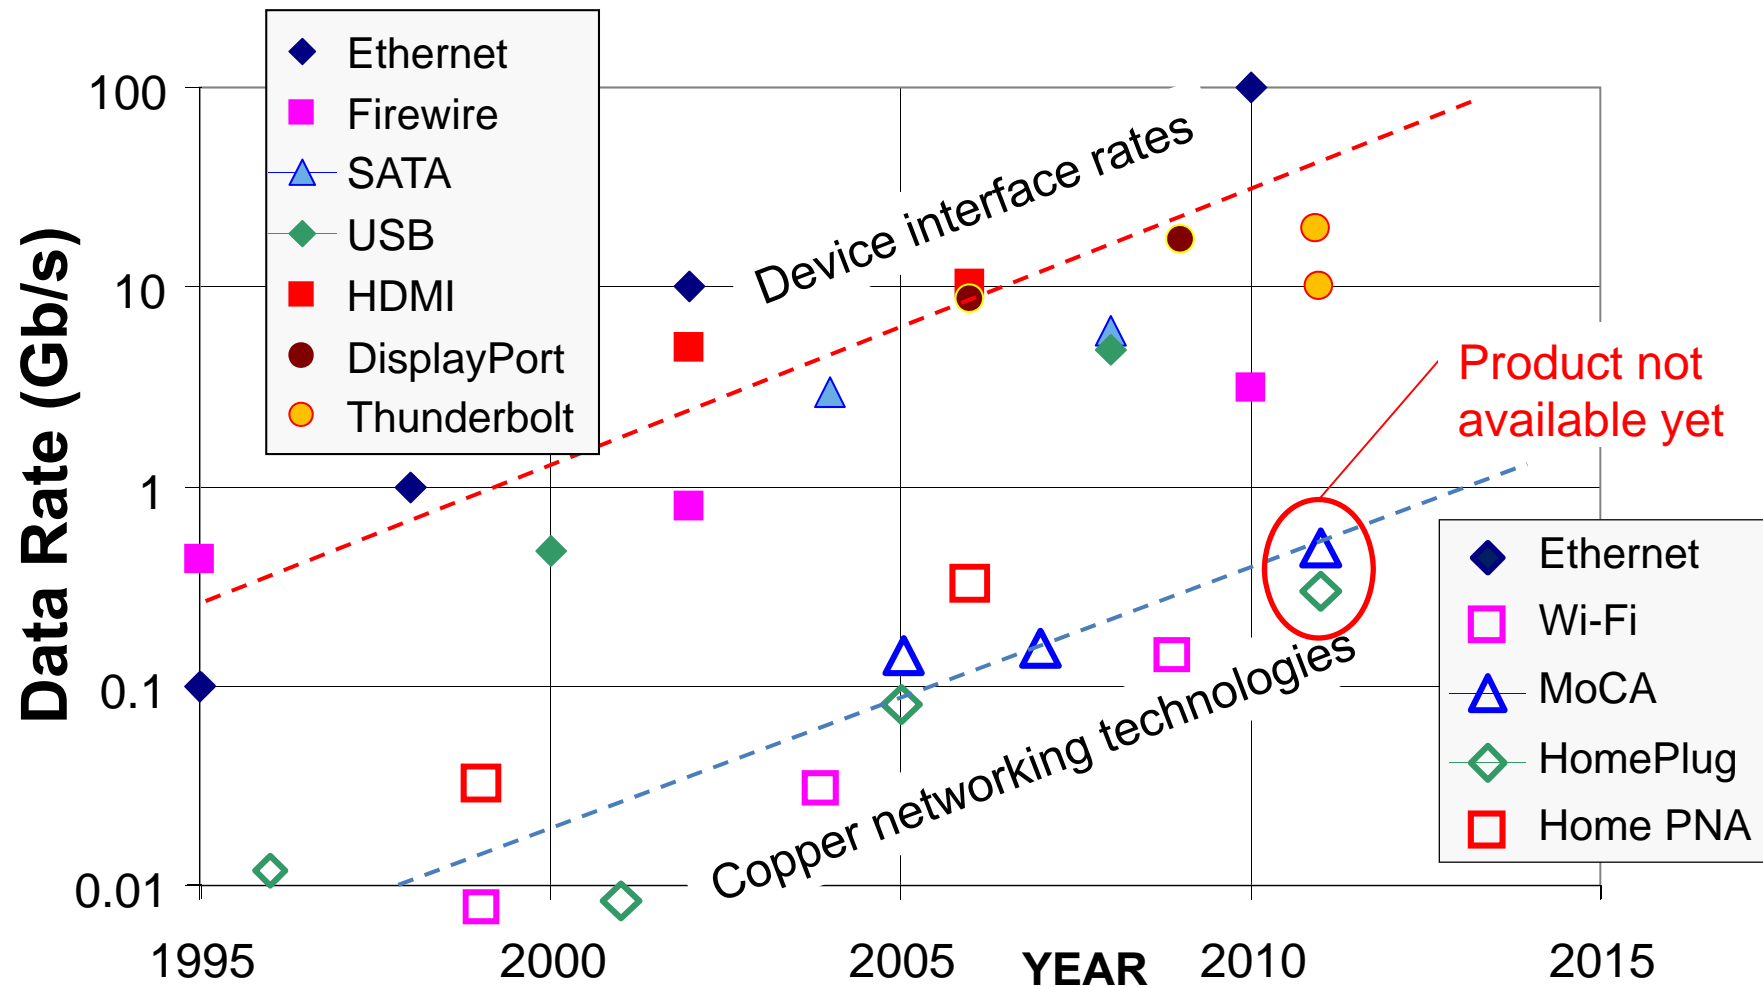 Ethernet
Firewire
SATA
USB
HDMI
DisplayPort
Thunderbolt
100
10
1
0.1
0.01
Data Rate (Gb/s)
Device interface rates
Product not
available yet
Copper networking technologies
Ethernet
Wi-Fi
MoCA
HomePlug
Home PNA
1995
2000
2005
YEAR
2010
2015